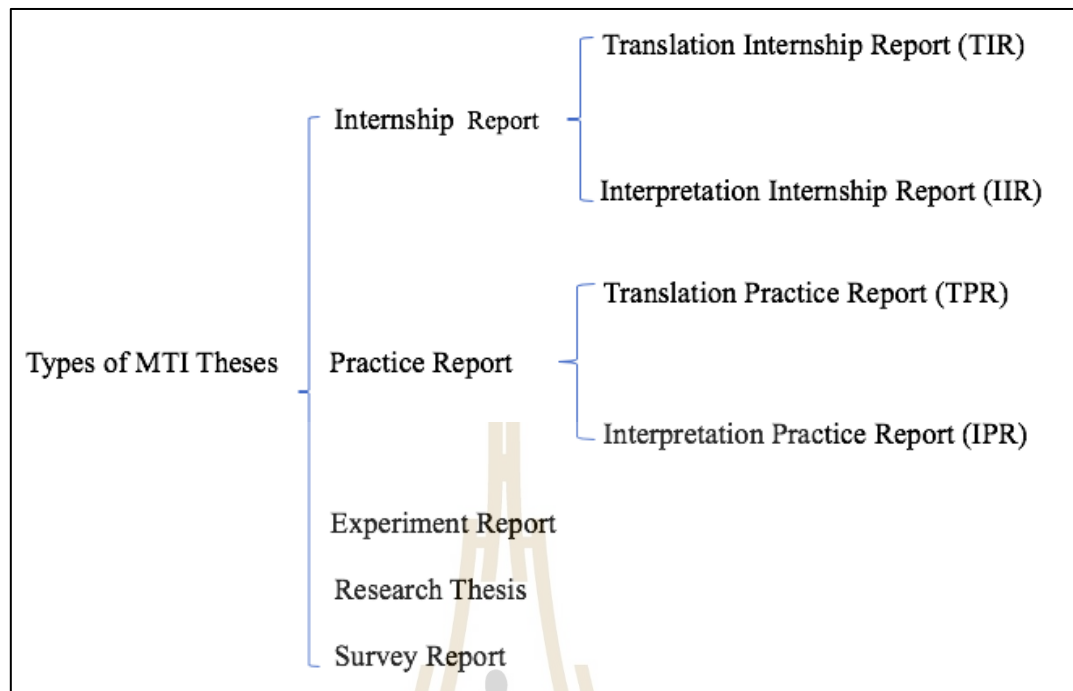 Translation Internship Report (TIR)
Internship Report
Interpretation Internship Report (IIR)
Translation Practice Report (TPR)
Types of MTI Theses
Practice Report
Interpretation Practice Report (IPR)
Experiment Report
Research Thesis
Survey Report